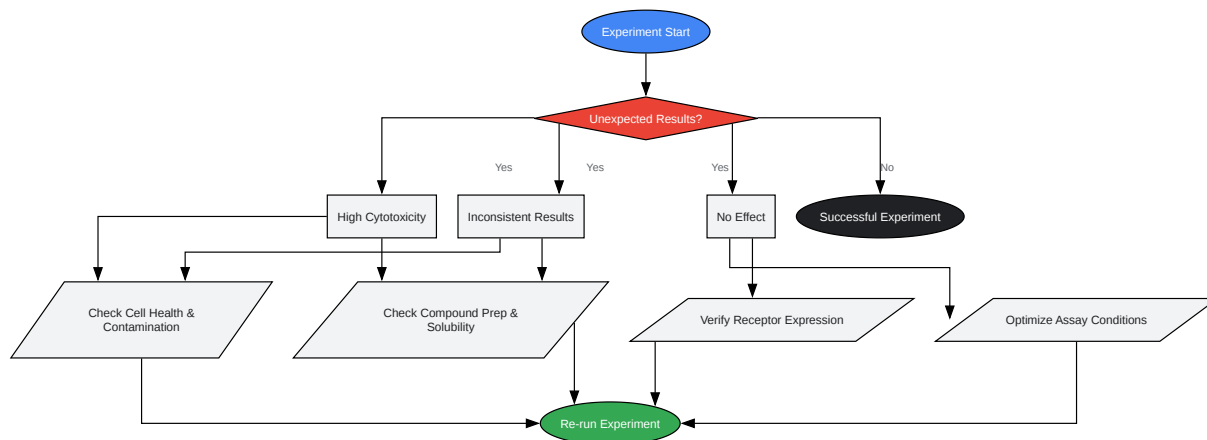 Experiment Start
Unexpected Results?
Yes
Yes
Yes
No
High Cytotoxicity
Inconsistent Results
No Effect
Successful Experiment
Check Cell Health &
Contamination
Check Compound Prep &
Solubility
Verify Receptor Expression
Optimize Assay Conditions
Re-run Experiment